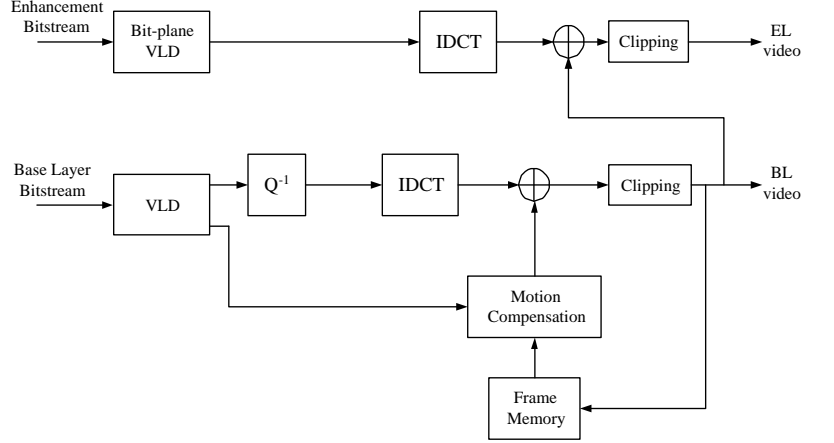 Enhancement
Bitstream
Bit-plane
VLD
IDCT
Clipping
EL
video
Base Layer
Bitstream
VLD
Q⁻¹
IDCT
Clipping
BL
video
Motion
Compensation
Frame
Memory